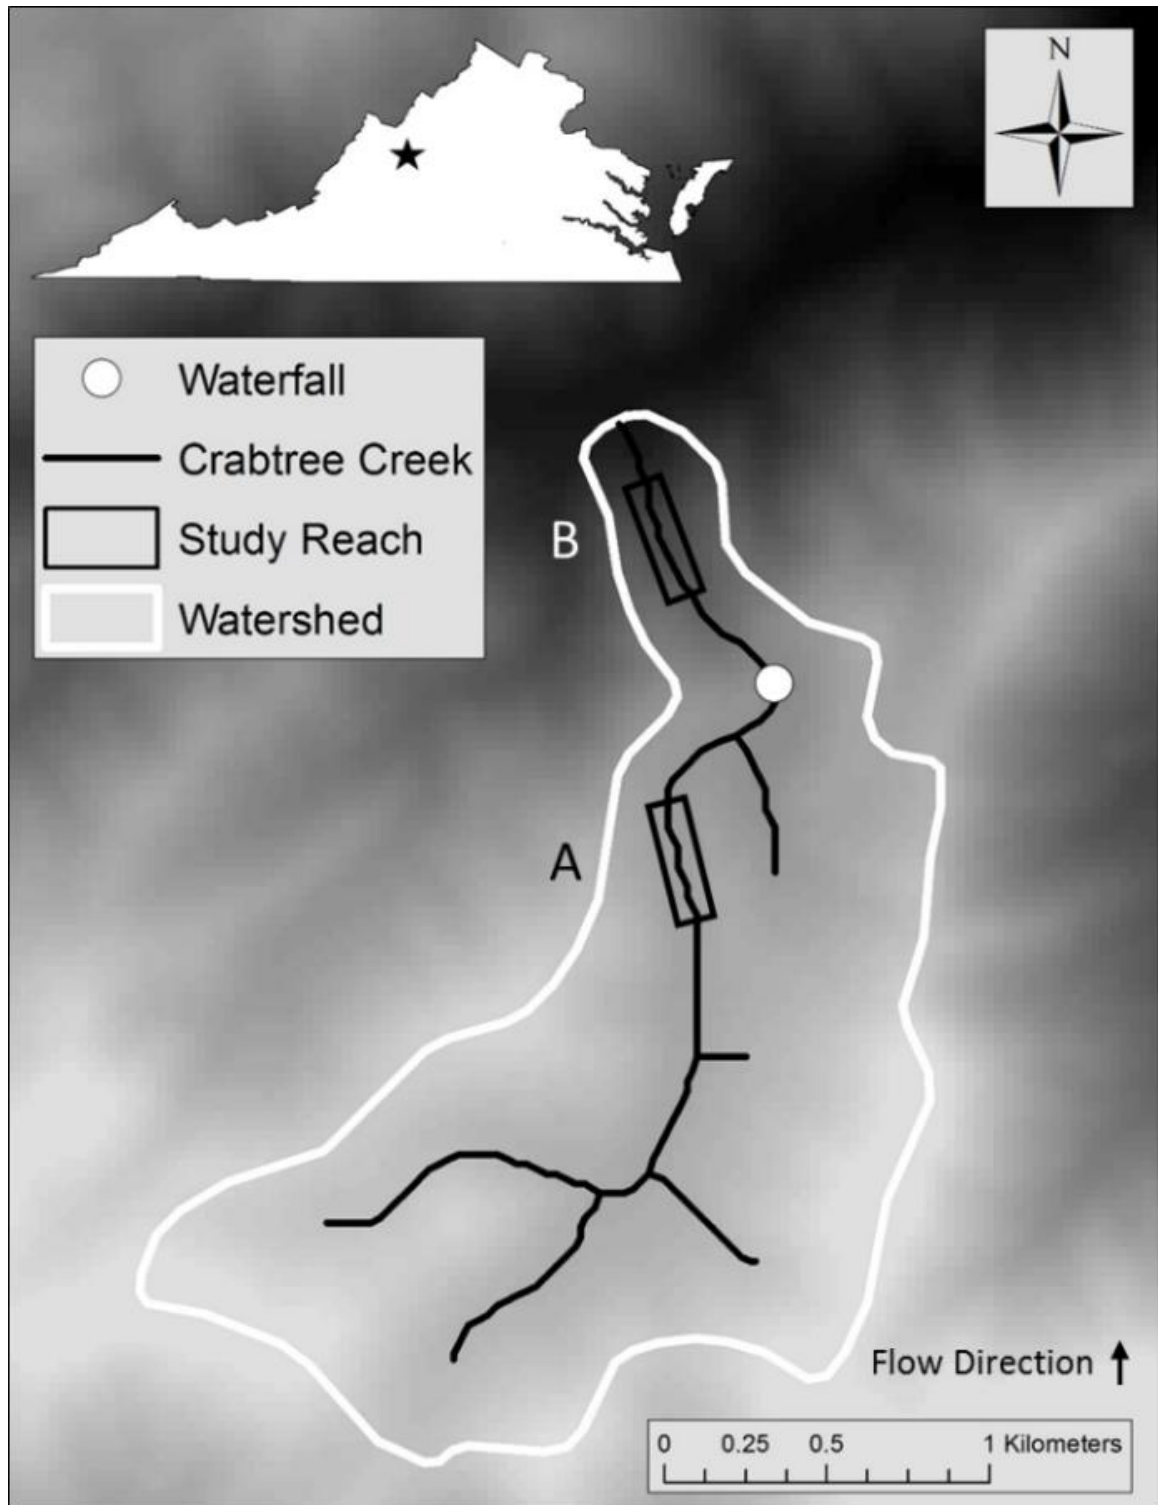 N
Waterfall
Crabtree Creek
Study Reach
Watershed
B
A
Flow Direction
0 0.25 0.5 1 Kilometers